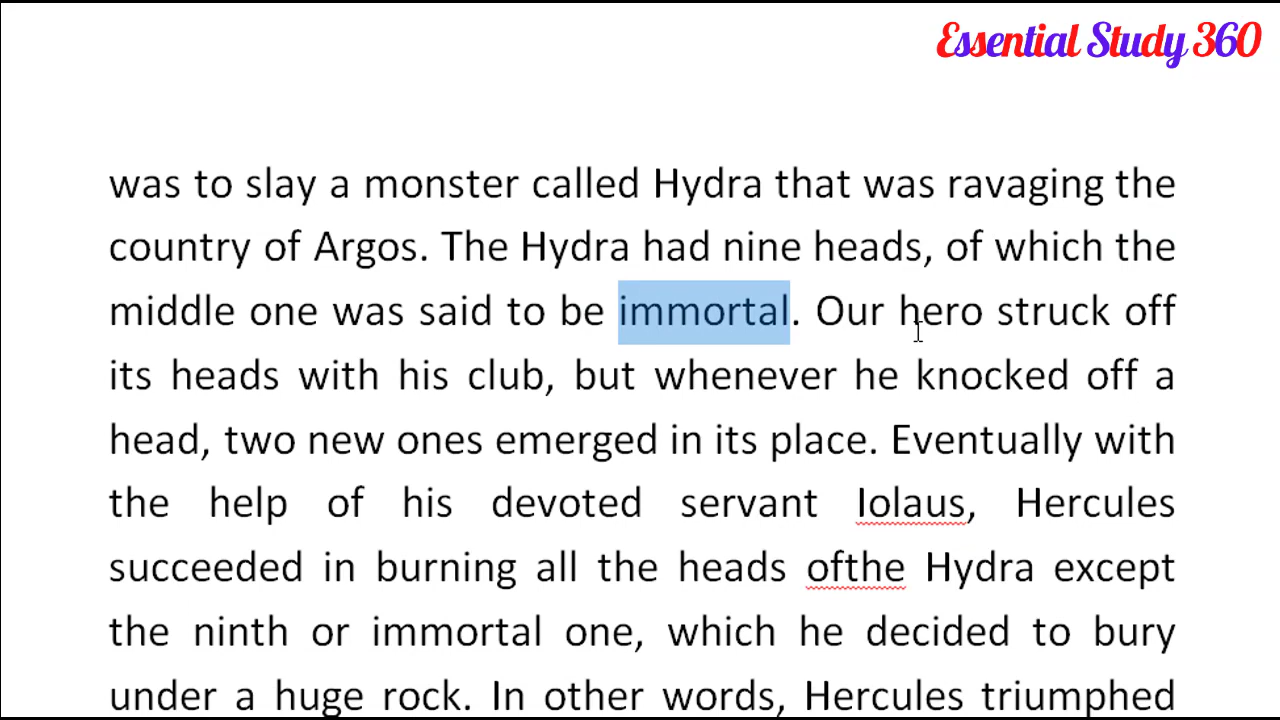 Essential Study 360
was to slay a monster called Hydra that was ravaging the
country of Argos. The Hydra had nine heads, of which the
middle one was said to be immortal. Our hero struck off
its heads with his club, but whenever he knocked off a
head, two new ones emerged in its place. Eventually with
the help of his devoted servant Iolaus, Hercules
succeeded in burning all the heads ofthe Hydra except
the ninth or immortal one, which he decided to bury
under a huge rock. In other words, Hercules triumphed